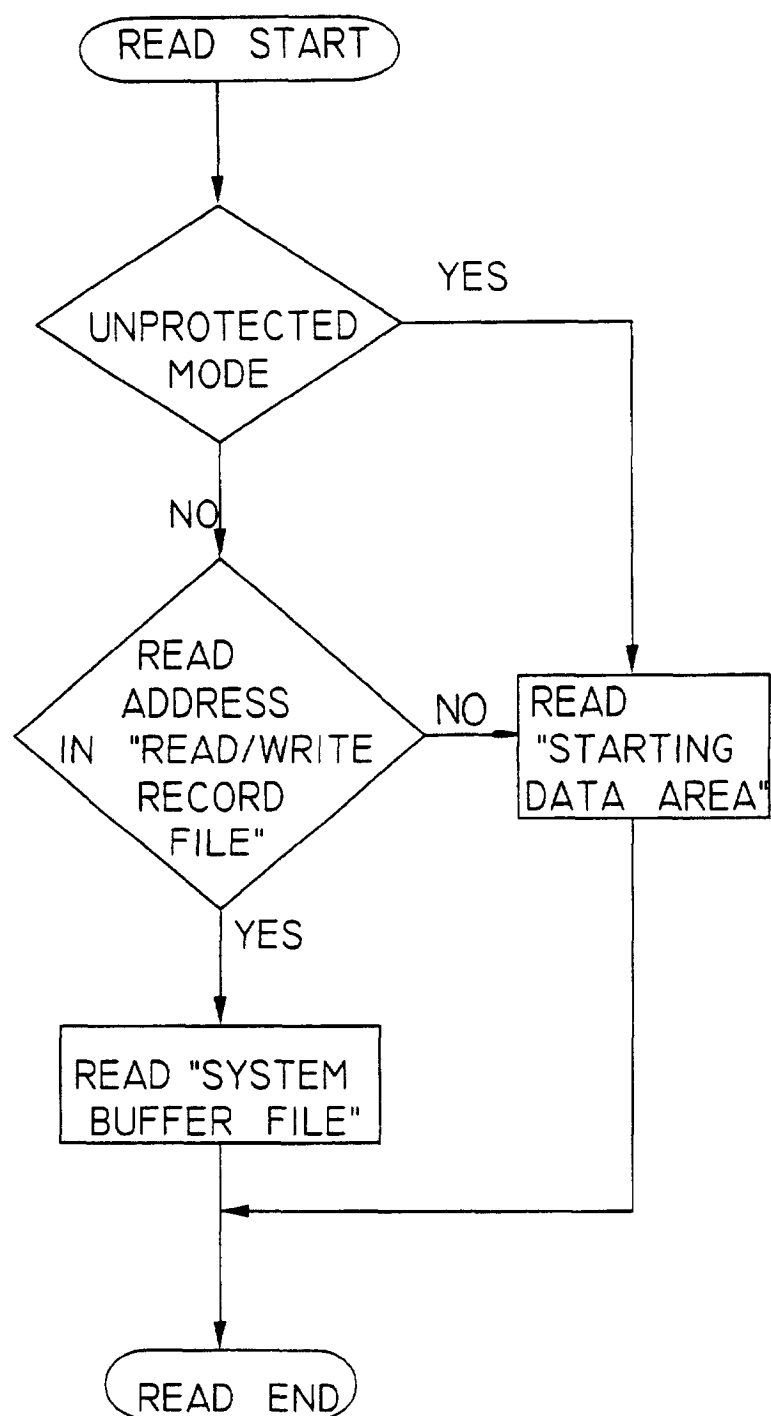 READ START
YES
UNPROTECTED
MODE
NO
READ
ADDRESS
IN "READ/WRITE
RECORD
FILE"
NO
READ
"STARTING
DATA AREA"
YES
READ "SYSTEM
BUFFER FILE"
READ END